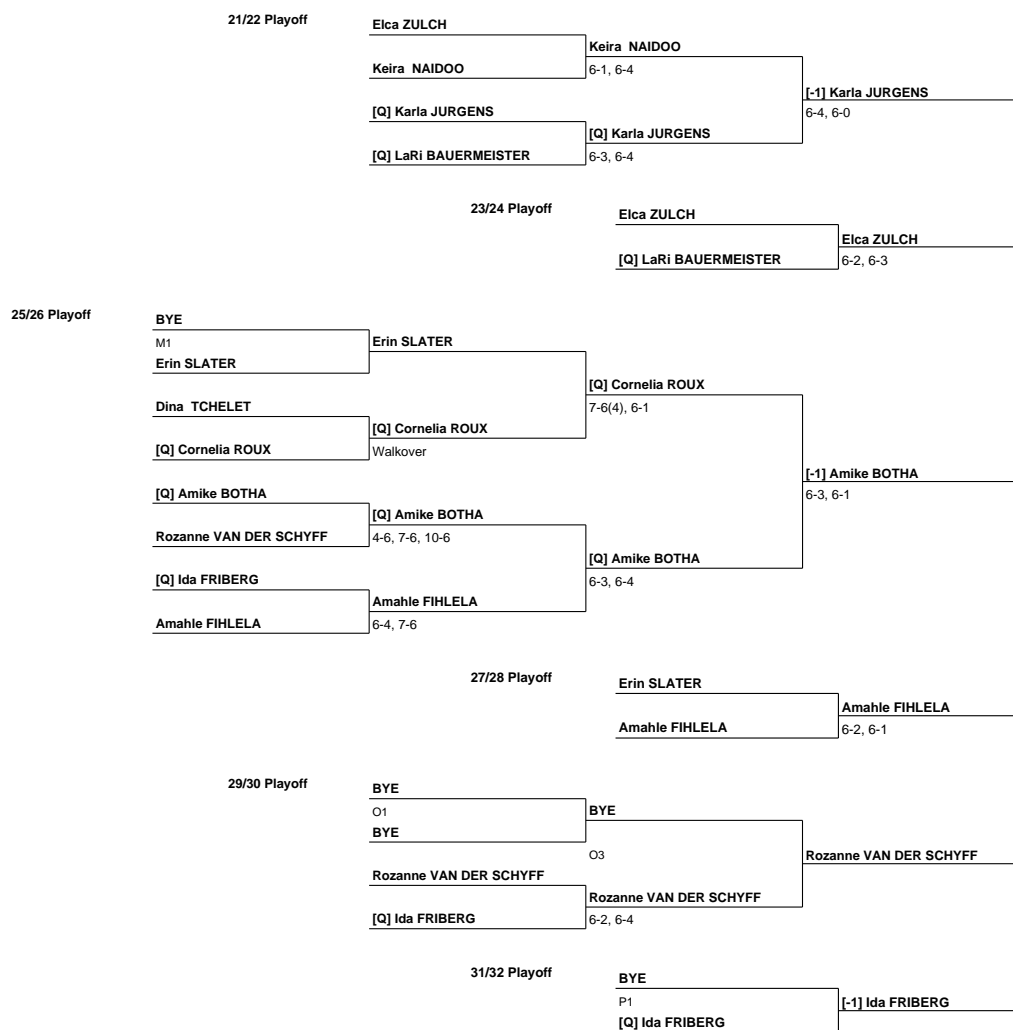 21/22 Playoff
Elca ZULCH
Keira NAIDOO
Keira NAIDOO
6-1, 6-4
[-1] Karla JURGENS
[Q] Karla JURGENS
6-4, 6-0
[Q] Karla JURGENS
[Q] LaRi BAUERMEISTER
6-3, 6-4
23/24 Playoff
Elca ZULCH
Elca ZULCH
[Q] LaRi BAUERMEISTER
6-2, 6-3
25/26 Playoff
BYE
M1
Erin SLATER
Erin SLATER
[Q] Cornelia ROUX
Dina TCHELET
7-6(4), 6-1
[Q] Cornelia ROUX
[Q] Cornelia ROUX
Walkover
[-1] Amike BOTHA
[Q] Amike BOTHA
6-3, 6-1
[Q] Amike BOTHA
Rozanne VAN DER SCHYFF
4-6, 7-6, 10-6
[Q] Amike BOTHA
[Q] Ida FRIBERG
6-3, 6-4
Amahle FIHLELA
Amahle FIHLELA
6-4, 7-6
27/28 Playoff
Erin SLATER
Amahle FIHLELA
Amahle FIHLELA
6-2, 6-1
29/30 Playoff
BYE
O1
BYE
BYE
O3
Rozanne VAN DER SCHYFF
Rozanne VAN DER SCHYFF
Rozanne VAN DER SCHYFF
[Q] Ida FRIBERG
6-2, 6-4
31/32 Playoff
BYE
P1
[-1] Ida FRIBERG
[Q] Ida FRIBERG